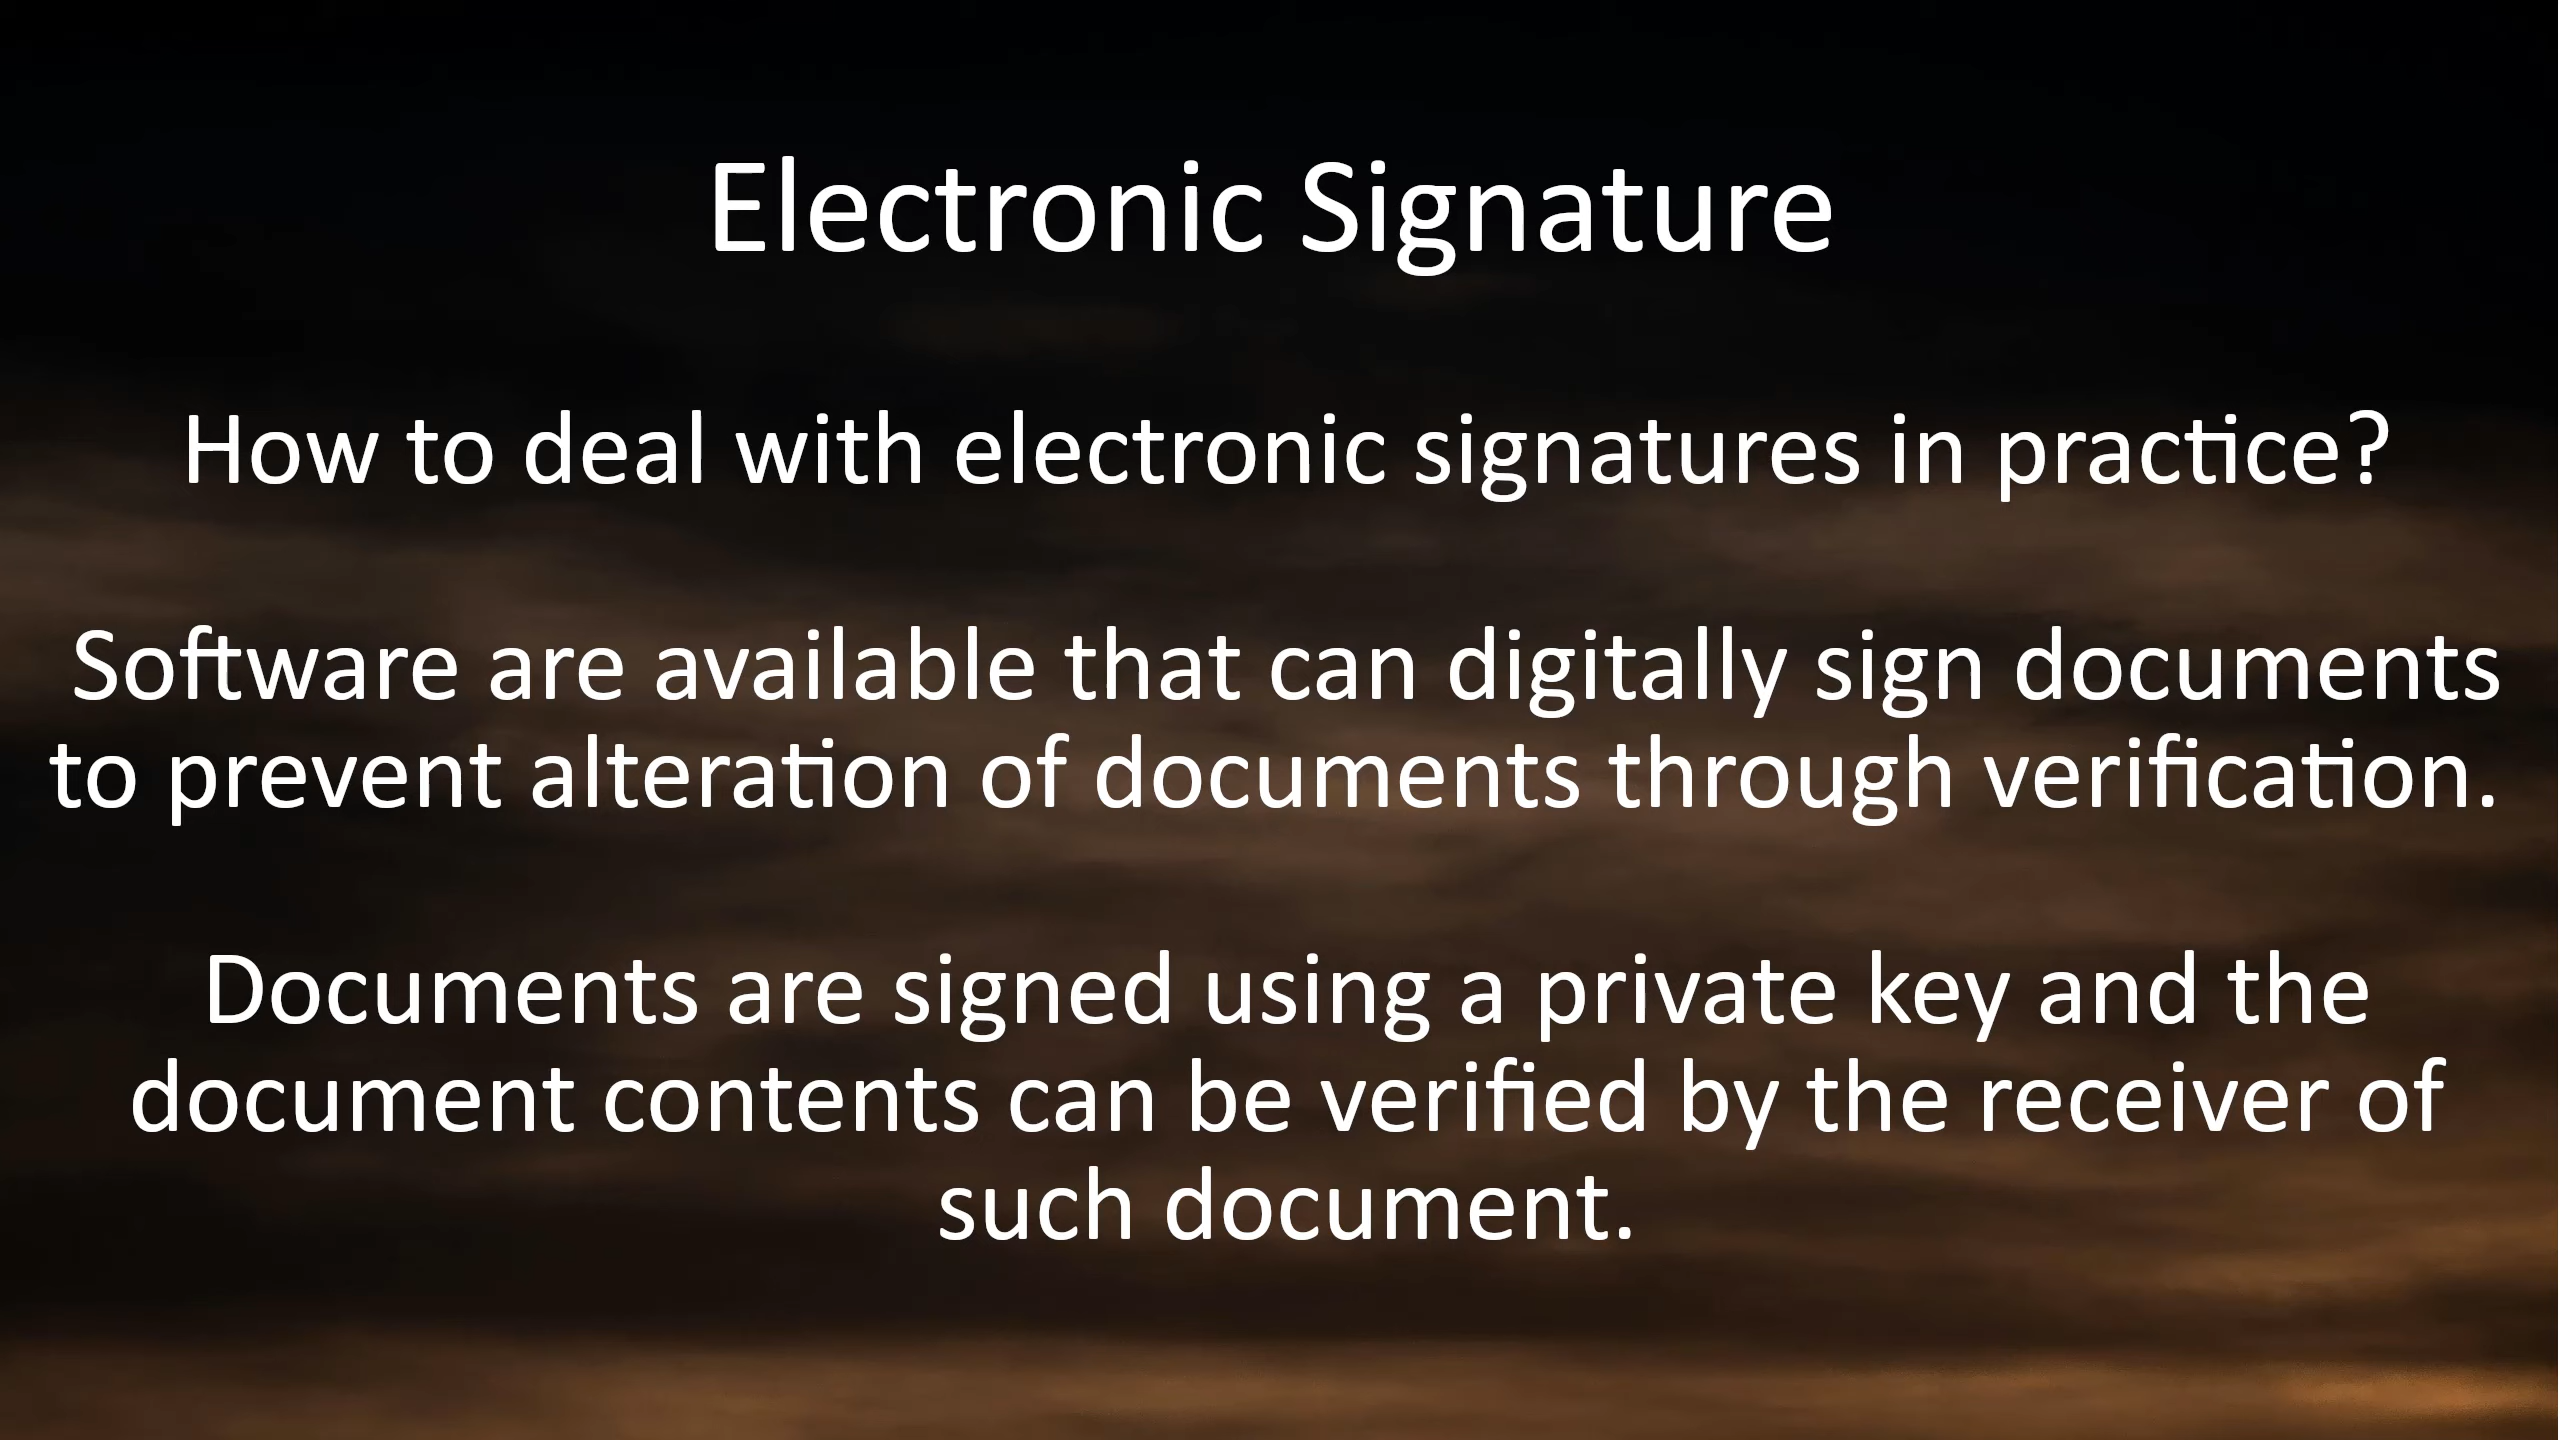 Electronic Signature
How to deal with electronic signatures in practice?
Software are available that can digitally sign documents
to prevent alteration of documents through verification.
Documents are signed using a private key and the
document contents can be verified by the receiver of
such document.